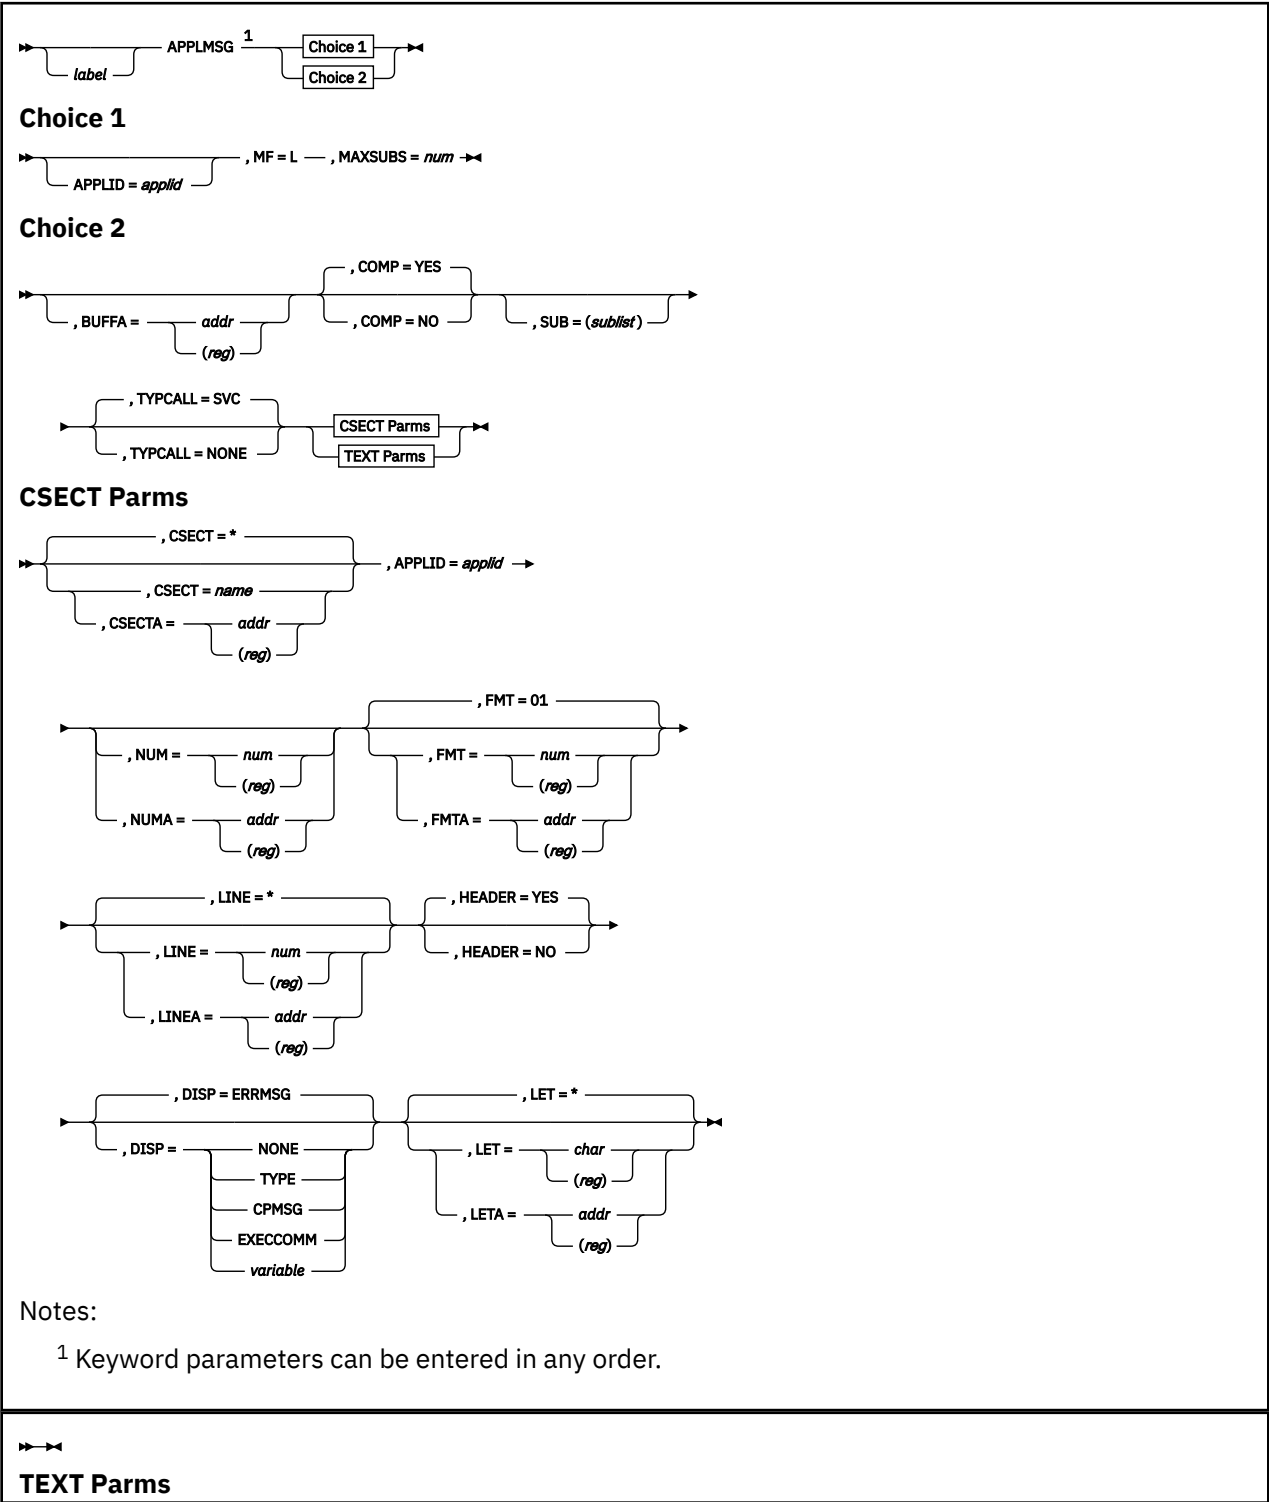 APPLMSG 1 Choice 1
label Choice 2
Choice 1
, MF = L , MAXSUBS = num
APPLID = applid
Choice 2
, COMP = YES
, BUFFA = addr , COMP = NO , SUB = (sublist)
(reg)
, TYPCALL = SVC
CSECT Parms
, TYPCALL = NONE TEXT Parms
CSECT Parms
, CSECT = *
, APPLID = applid
, CSECT = name
, CSECTA = addr
(reg)
, FMT = 01
, NUM = num , FMT = num
(reg) (reg)
, NUMA = addr , FMTA = addr
(reg) (reg)
, LINE = * , HEADER = YES
, LINE = num , HEADER = NO
(reg)
, LINEA = addr
(reg)
, DISP = ERRMSG , LET = *
, DISP = NONE , LET = char
TYPE (reg)
CPMSG , LETA = addr
EXECCOMM (reg)
variable
Notes:
1 Keyword parameters can be entered in any order.
TEXT Parms